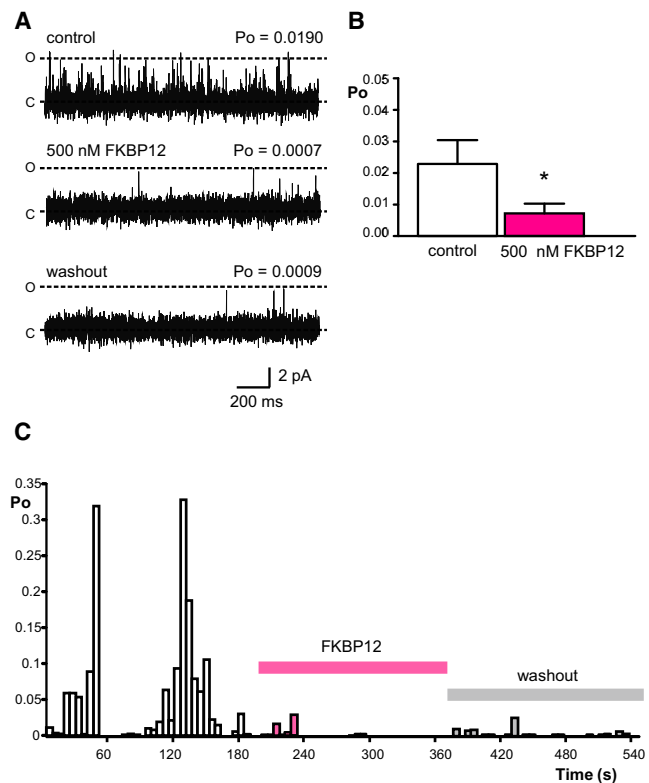 A
control Po = 0.0190
O
C
500 nM FKBP12 Po = 0.0007
O
C
washout Po = 0.0009
O
C
2 pA
200 ms
B
Po
0.05
0.03
0.02
0.01
0.00
*
control 500 nM FKBP12
C
Po
0.35
0.3
0.25
0.2
0.15
0.1
0.05
0
FKBP12
washout
60 120 180 240 300 360 420 480 540
Time (s)